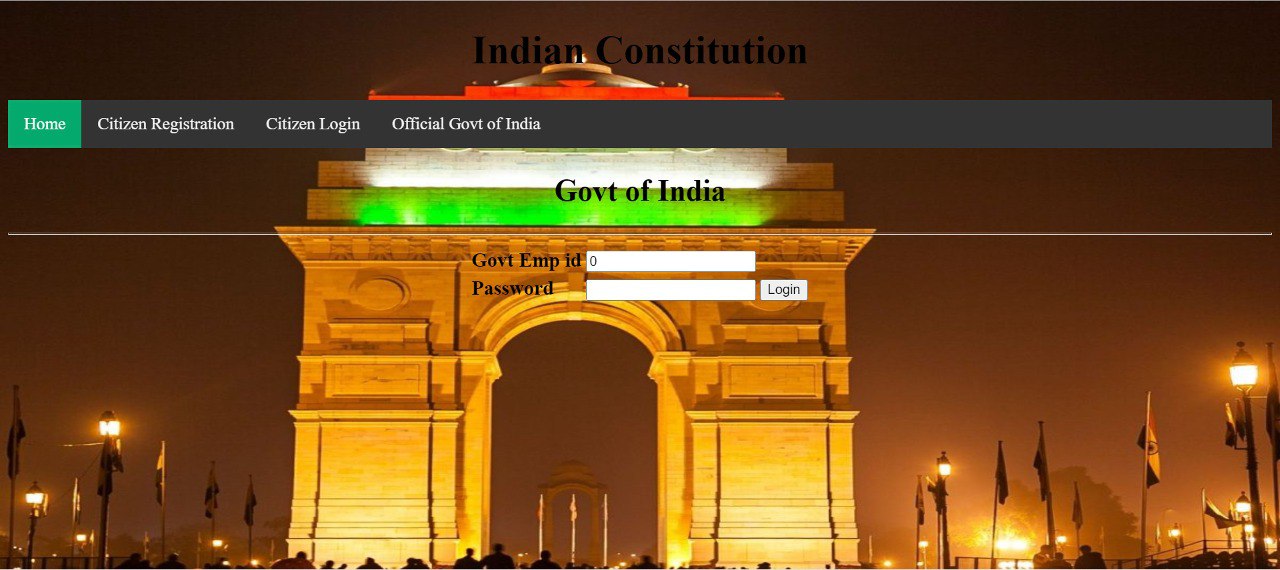 Indian Constitution
Home Citizen Registration Citizen Login Official Govt of India
Govt of India
Govt Emp id 0
Password Login